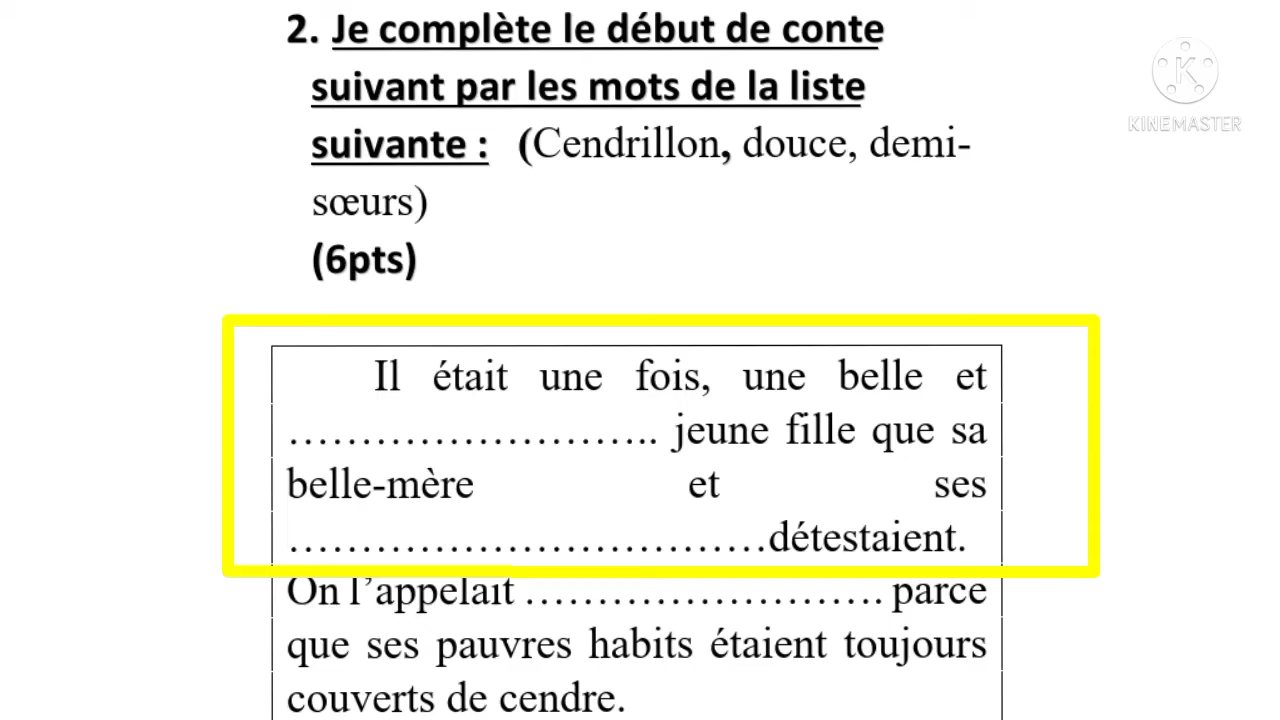 2. Je complète le début de conte
suivant par les mots de la liste
suivante : (Cendrillon, douce, demi-
sœurs)
(6pts)
KINEMASTER
Il était une fois, une belle et
……………………….. jeune fille que sa
belle-mère et ses
………………………………détestaient.
On l’appelait ………………………. parce
que ses pauvres habits étaient toujours
couverts de cendre.